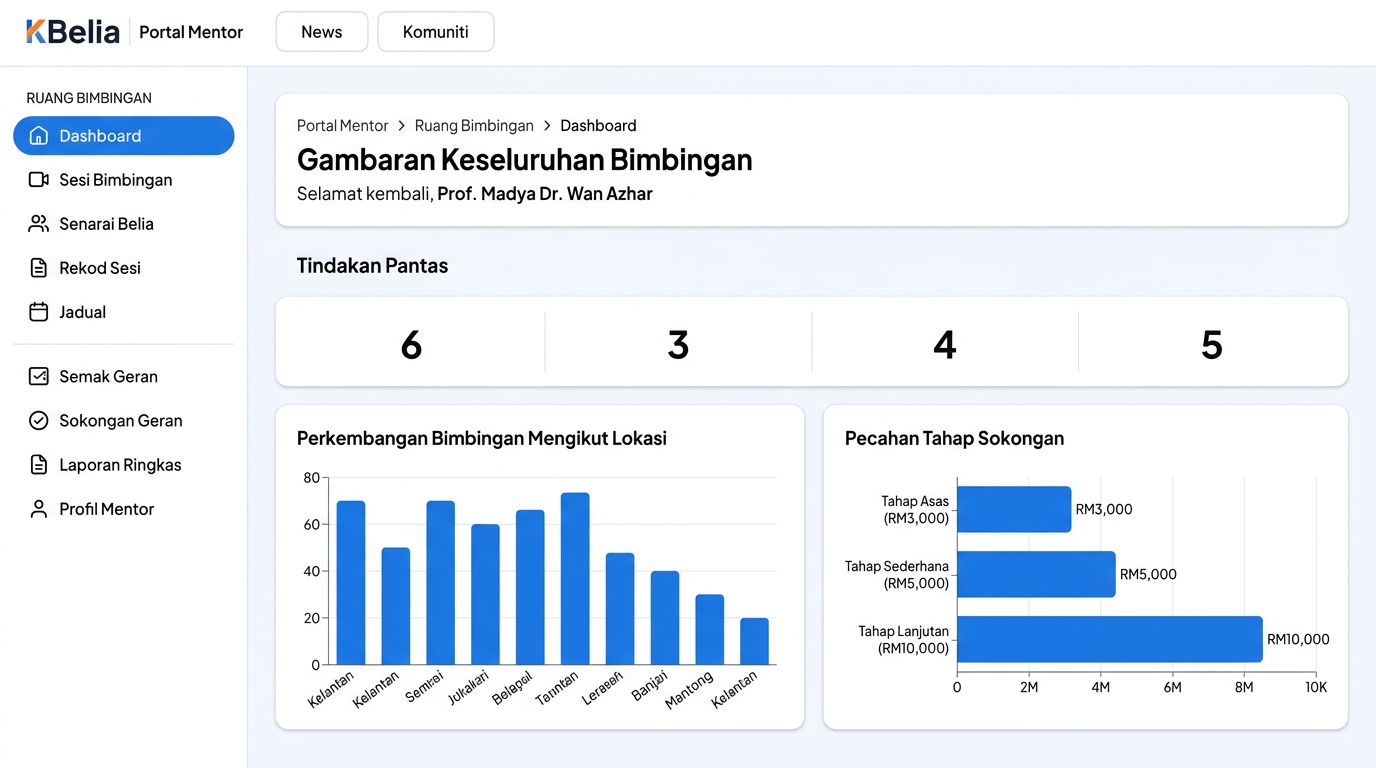 KBelia
Portal Mentor
News
Komuniti
RUANG BIMBINGAN
Dashboard
Sesi Bimbingan
Senarai Belia
Rekod Sesi
Jadual
Semak Geran
Sokongan Geran
Laporan Ringkas
Profil Mentor
Portal Mentor > Ruang Bimbingan > Dashboard
Gambaran Keseluruhan Bimbingan
Selamat kembali, Prof. Madya Dr. Wan Azhar
Tindakan Pantas
6
3
4
5
Perkembangan Bimbingan Mengikut Lokasi
80
60
40
20
0
Kelantan
Kelantan
Mantong
Kelantan
Pecahan Tahap Sokongan
Tahap Asas
(RM3,000)
RM3,000
Tahap Sederhana
(RM5,000)
RM5,000
Tahap Lanjutan
(RM10,000)
RM10,000
0
2M
4M
6M
8M
10K